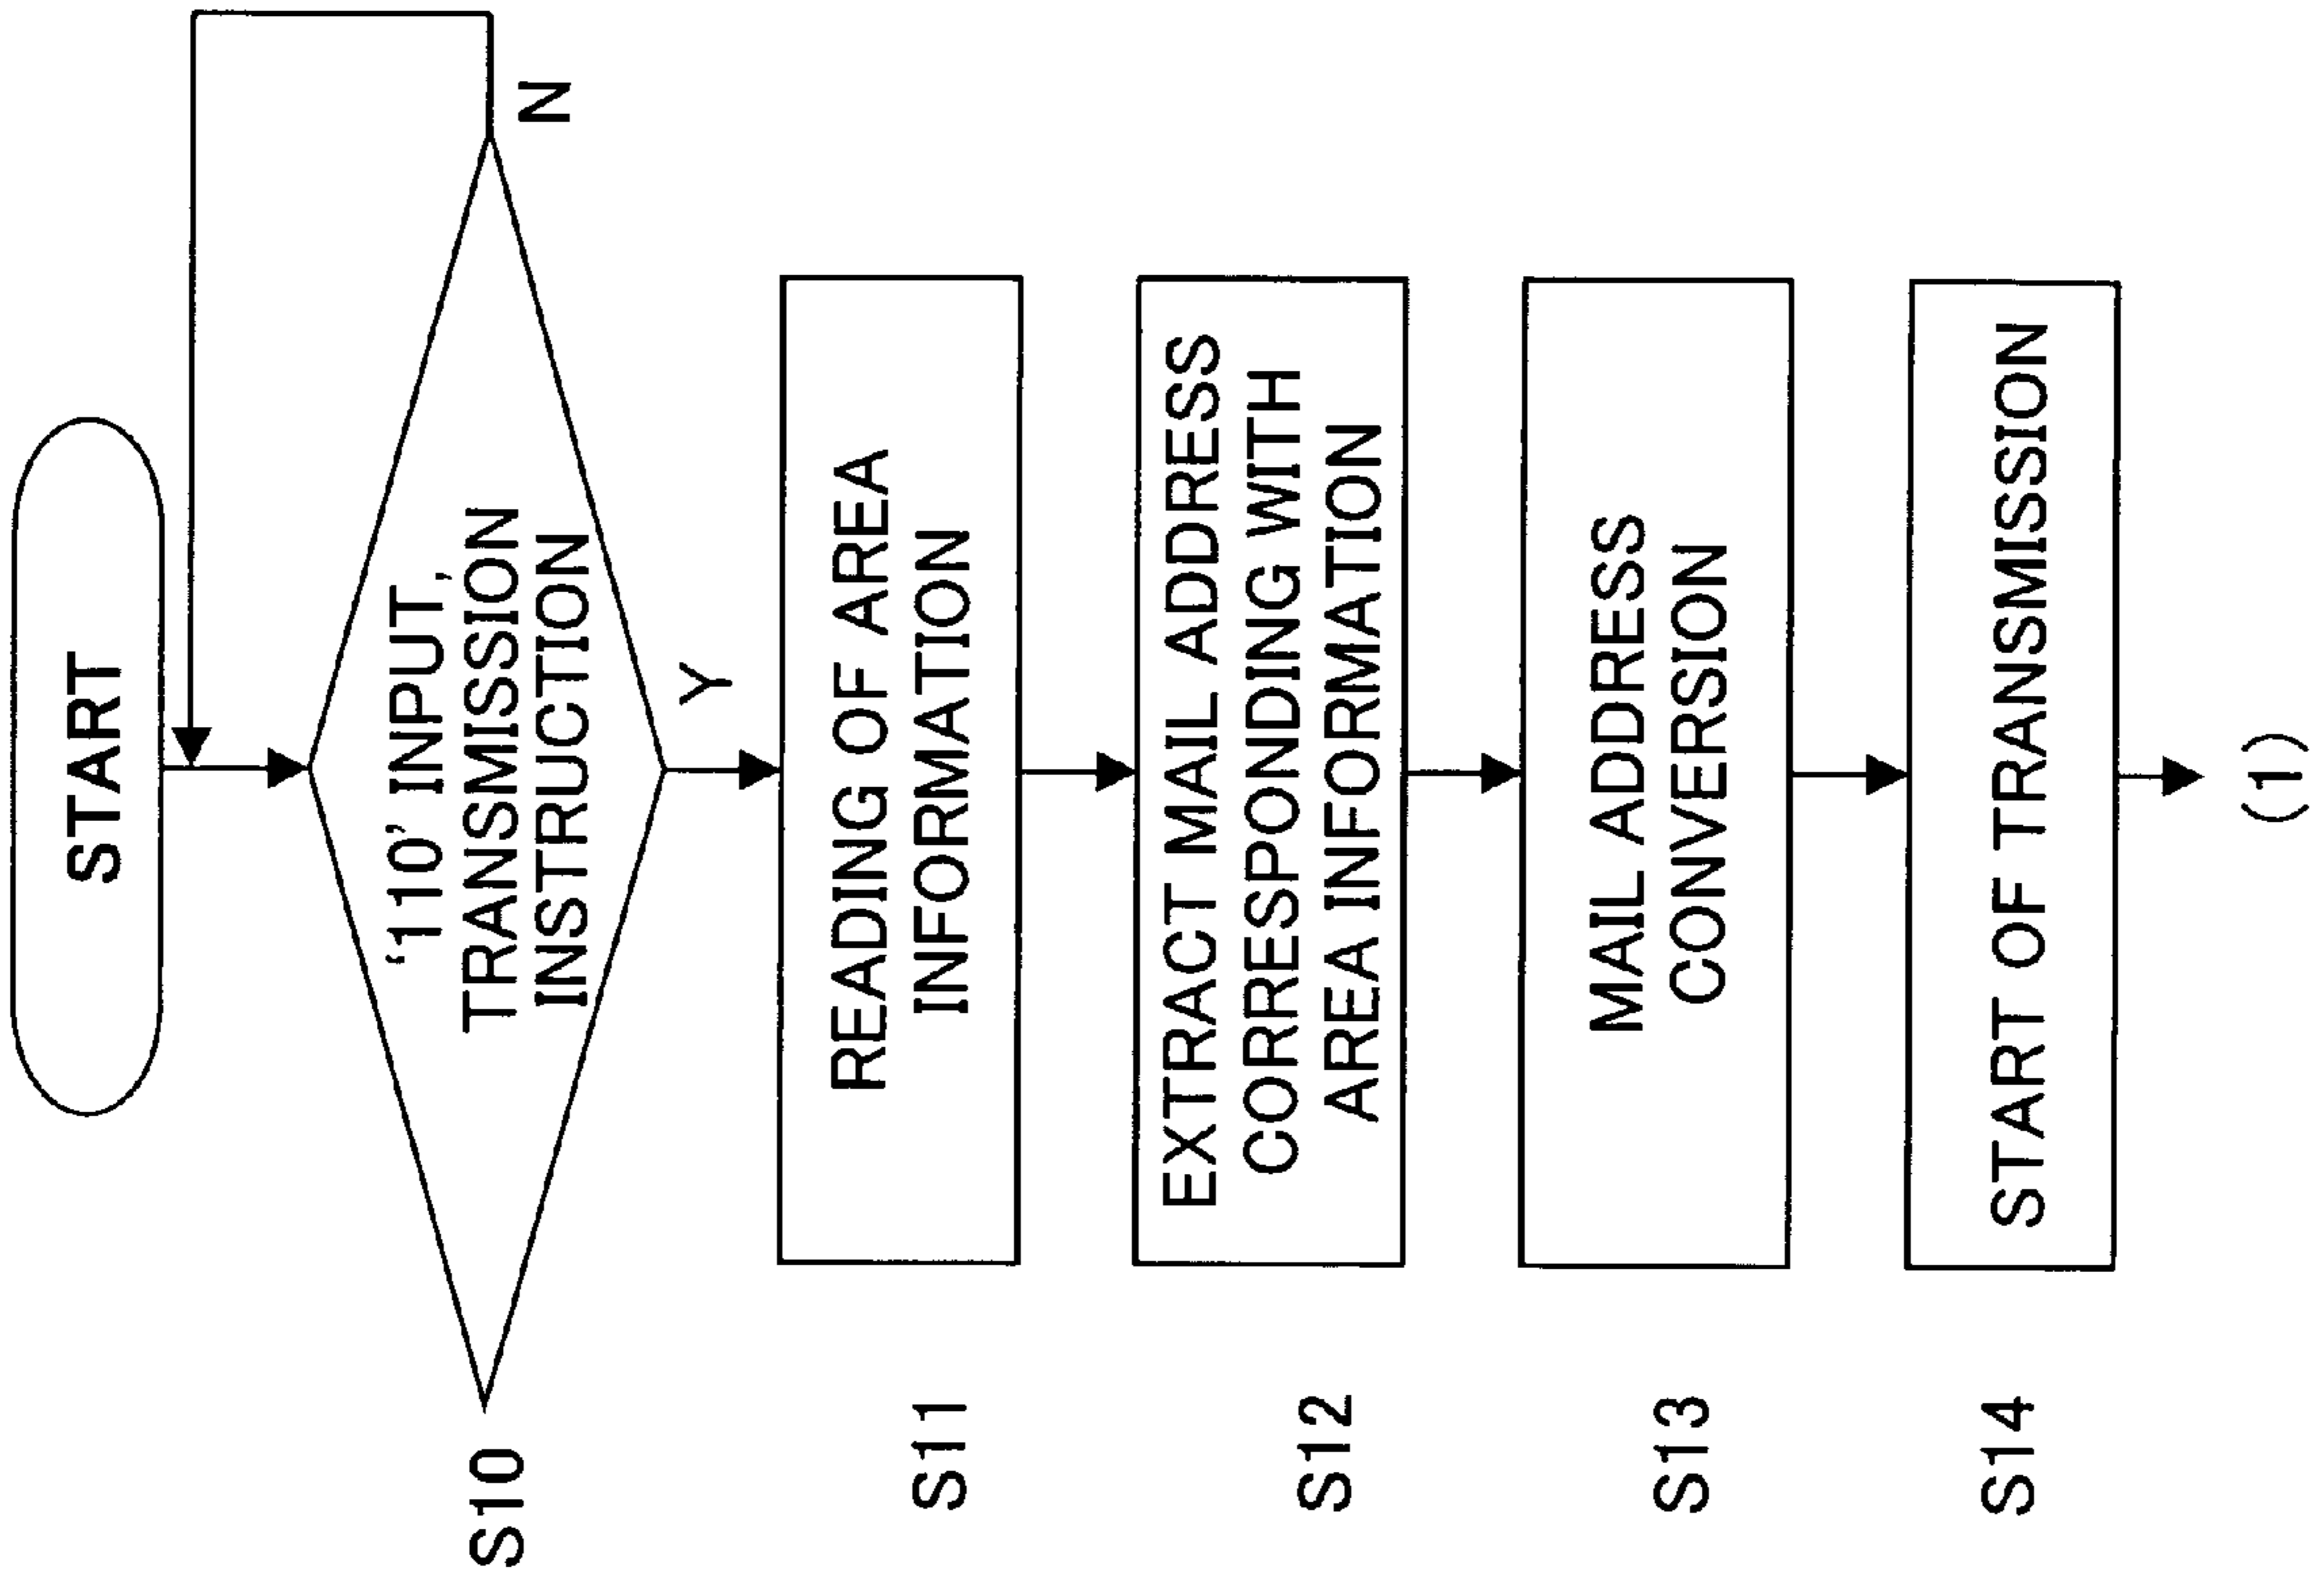 START
'110' INPUT,
TRANSMISSION
INSTRUCTION
N
S10
Y
READING OF AREA
INFORMATION
S11
EXTRACT MAIL ADDRESS
CORRESPONDING WITH
AREA INFORMATION
S12
MAIL ADDRESS
CONVERSION
S13
START OF TRANSMISSION
S14
(1)